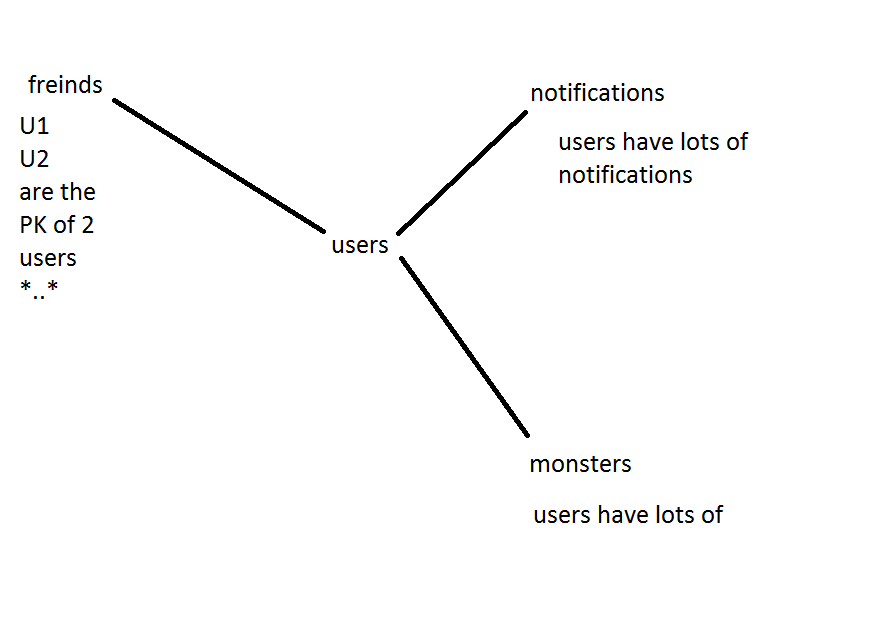 freinds
U1
U2
are the
PK of 2
users
*..*
users
notifications
users have lots of
notifications
monsters
users have lots of